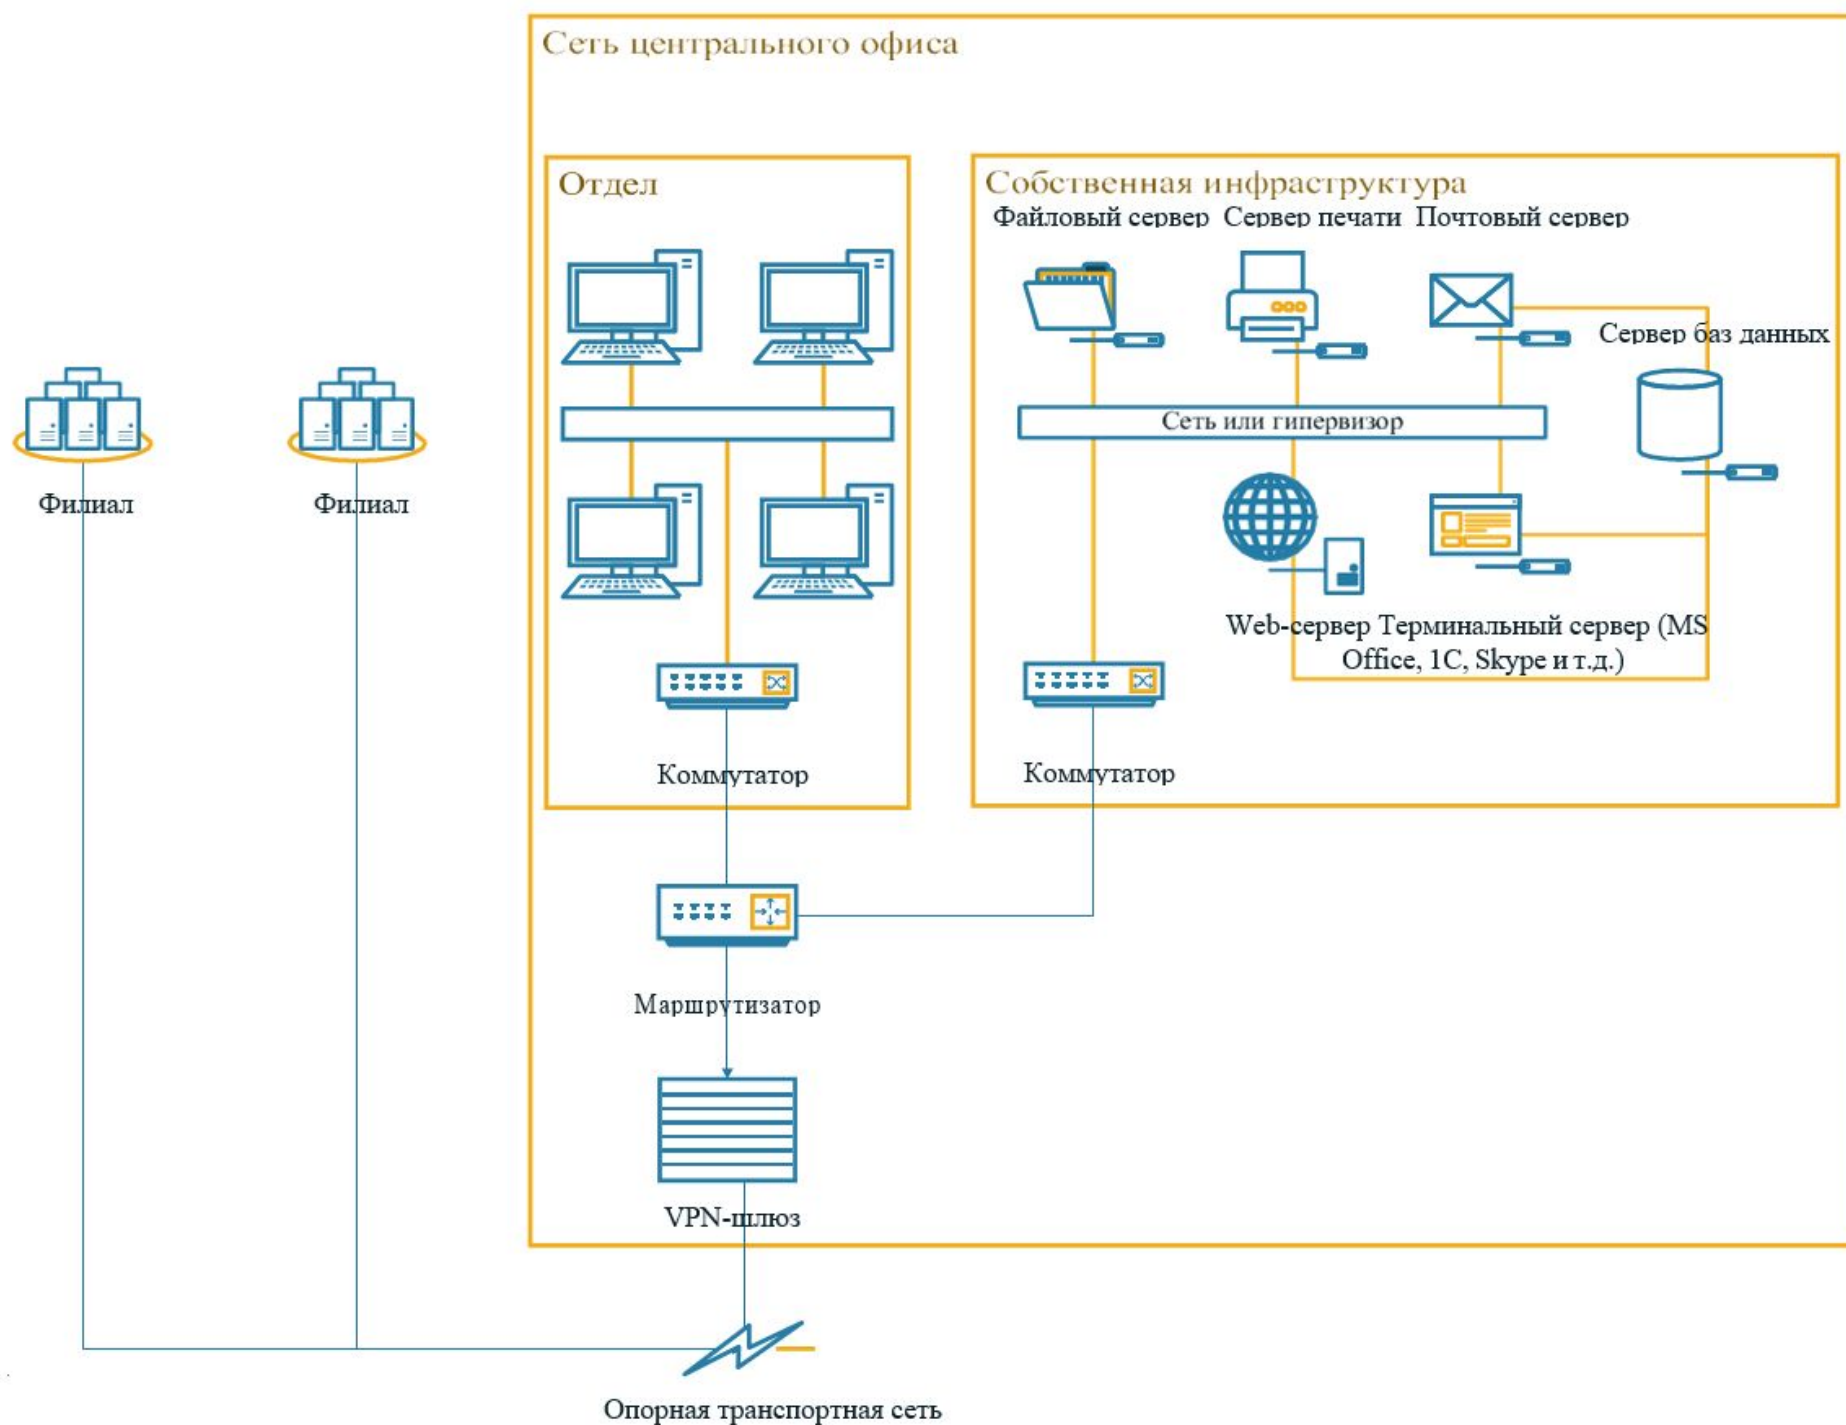 Сеть центрального офиса
Отдел
Собственная инфраструктура
Файловый сервер Сервер печати Почтовый сервер
Сервер баз данных
Сеть или гипервизор
Филиал
Филиал
Web-сервер Терминальный сервер (MS
Office, 1C, Skype и т.д.)
Коммутатор
Коммутатор
Маршрутизатор
VPN-шлюз
Опорная транспортная сеть